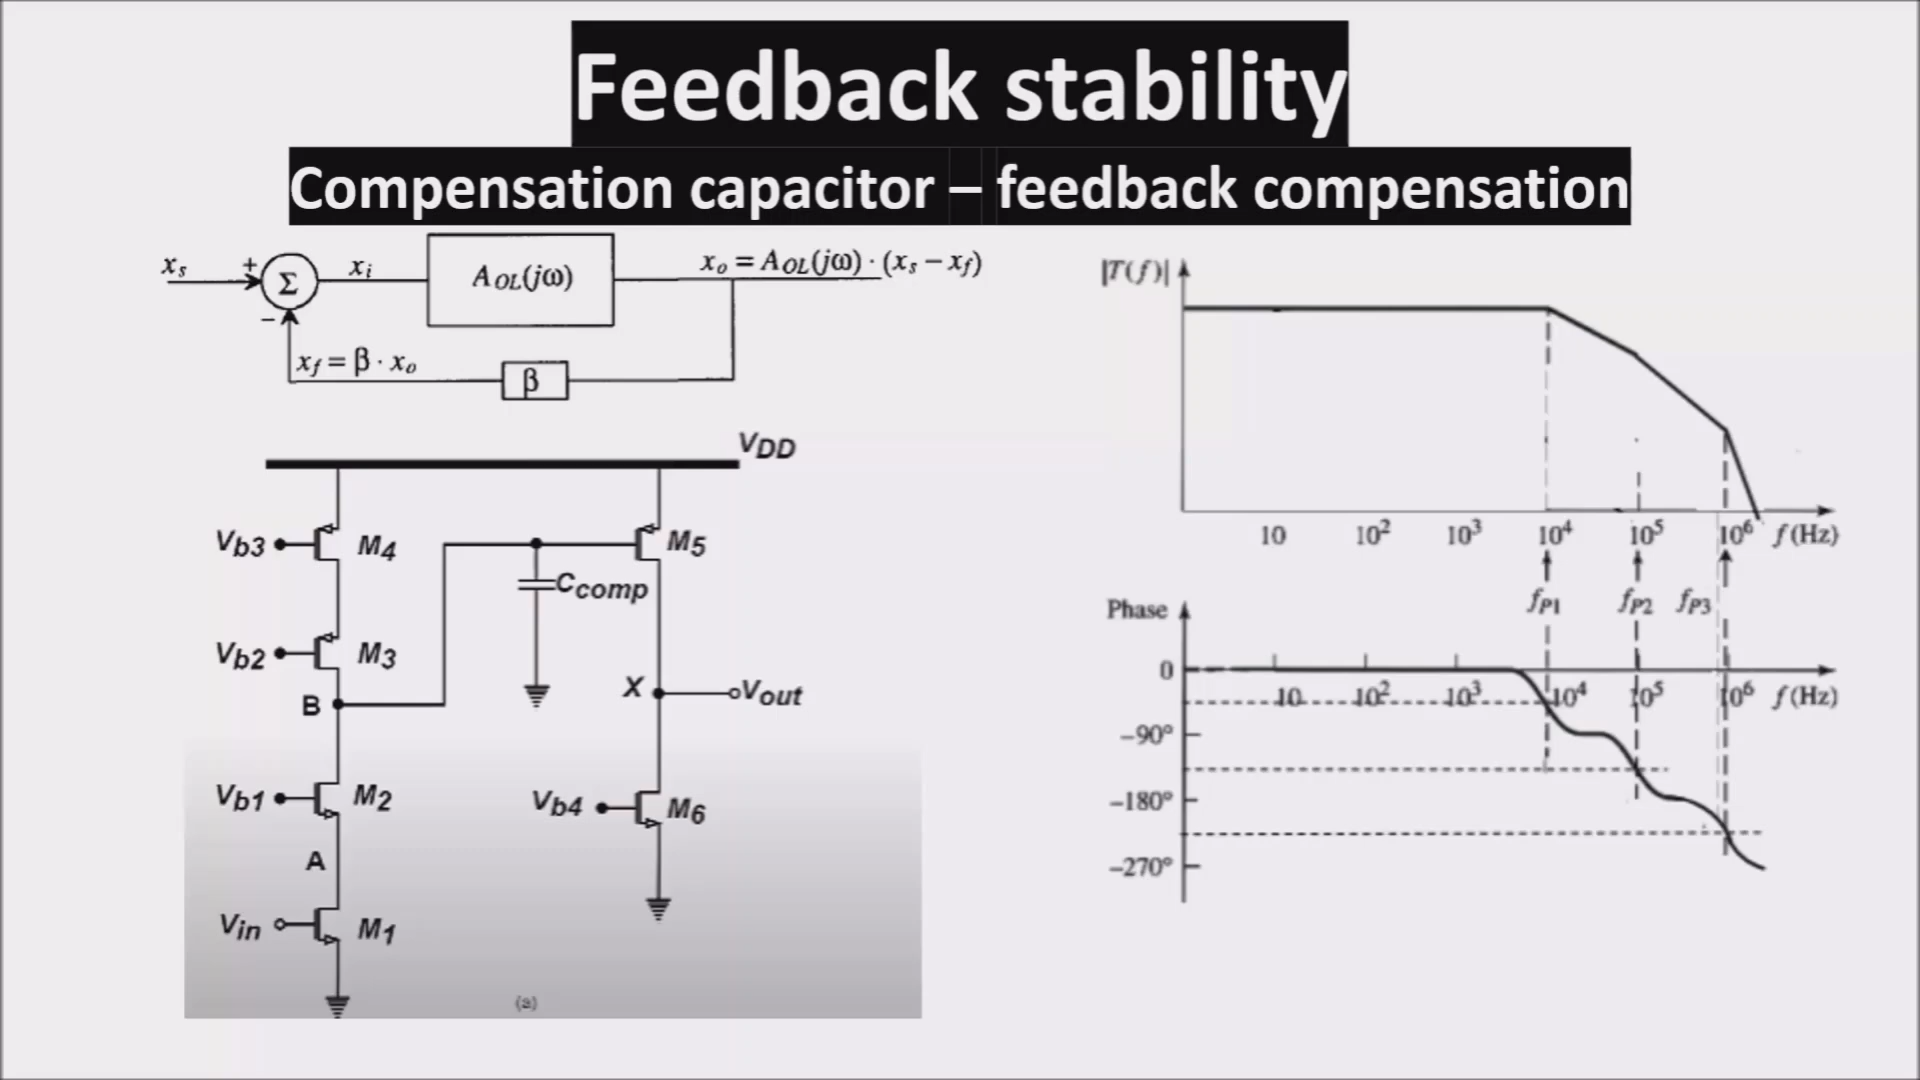 Feedback stability
Compensation capacitor – feedback compensation
xs
+
Σ
−
xi
AOL(jω)
xo = AOL(jω) · (xs − xf)
xf = β · xo
β
VDD
Vb3
M4
M5
Ccomp
Vb2
M3
B
X
Vout
Vb1
M2
Vb4
M6
A
Vin
M1
(a)
|T(f)|
10 10² 10³ 10⁴ 10⁵ 10⁶ f(Hz)
fP1 fP2 fP3
Phase
0
10 10² 10³ 10⁴ 10⁵ 10⁶ f(Hz)
−90°
−180°
−270°